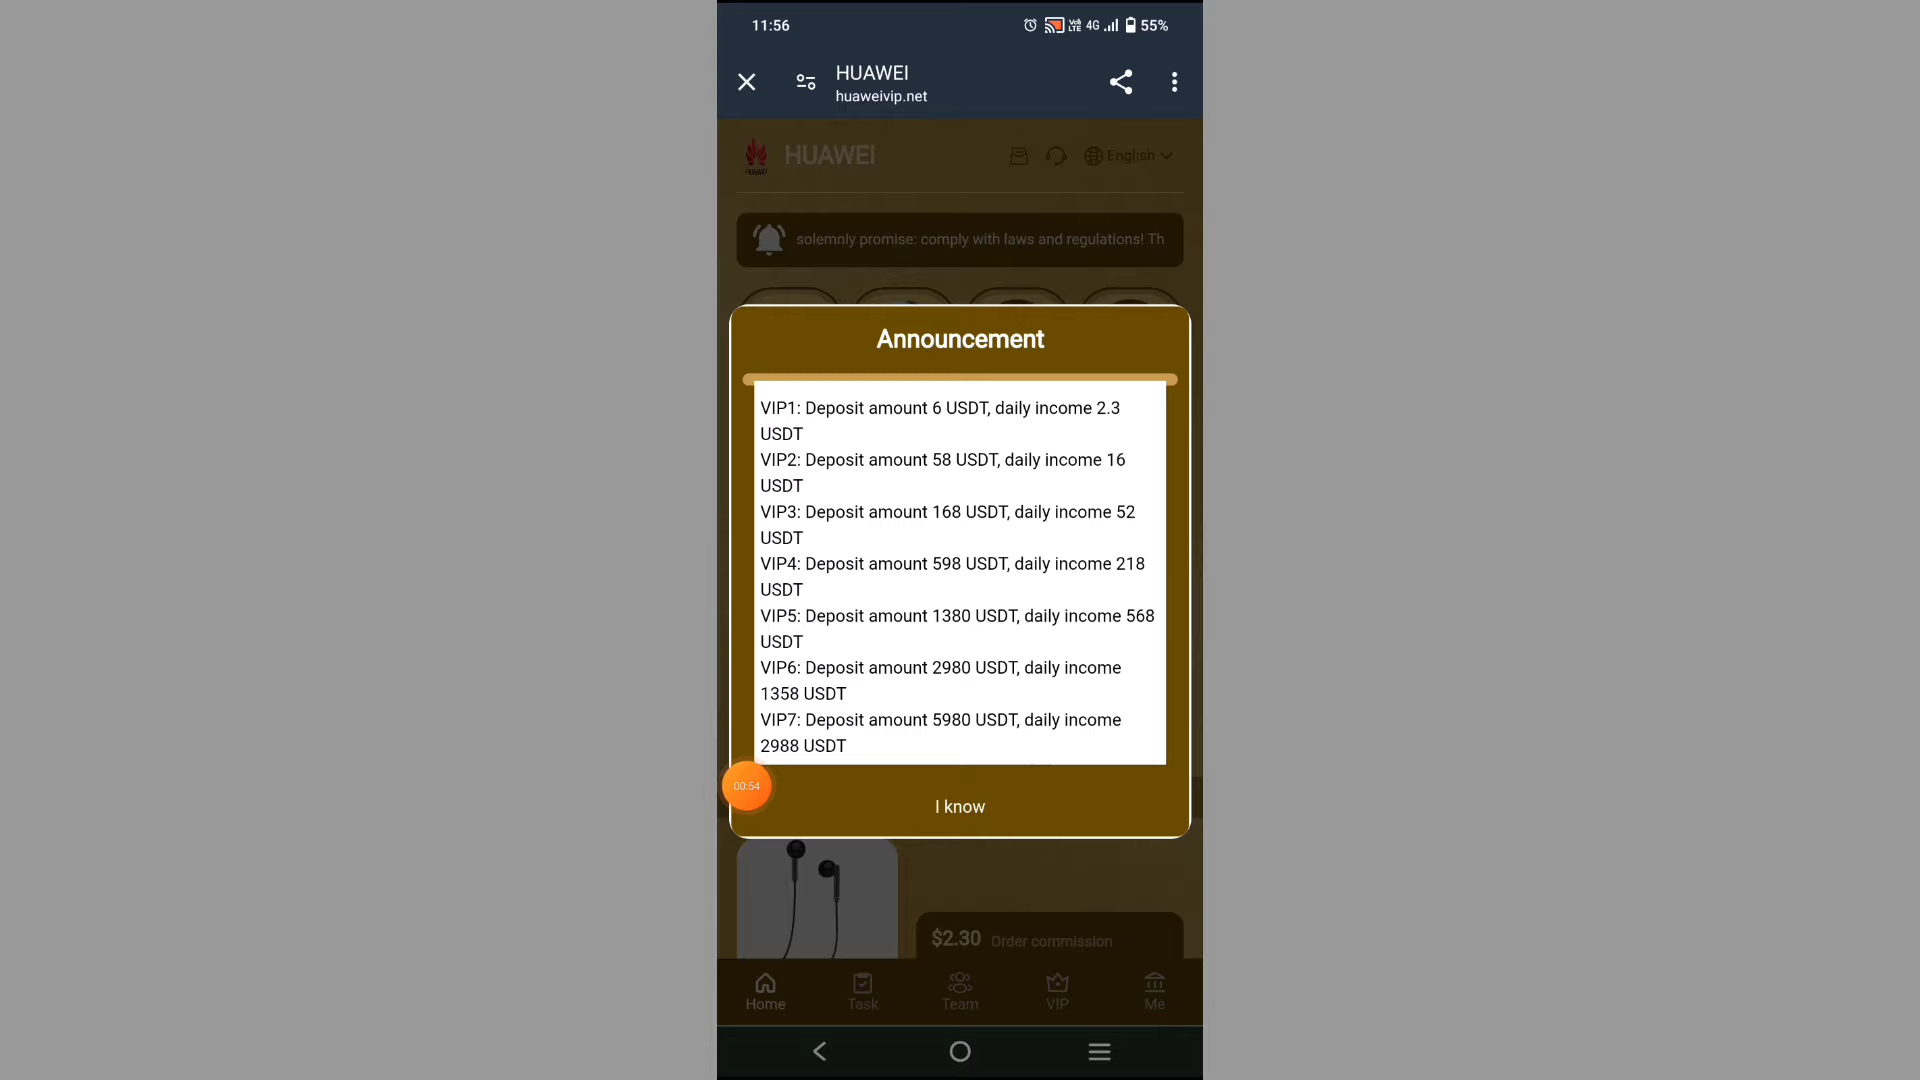 11:56
Vo) LTE 4G 55%
HUAWEI
huaweivip.net
HUAWEI
HUAWEI English
solemnly promise: comply with laws and regulations! Th
Announcement
VIP1: Deposit amount 6 USDT, daily income 2.3
USDT
VIP2: Deposit amount 58 USDT, daily income 16
USDT
VIP3: Deposit amount 168 USDT, daily income 52
USDT
VIP4: Deposit amount 598 USDT, daily income 218
USDT
VIP5: Deposit amount 1380 USDT, daily income 568
USDT
VIP6: Deposit amount 2980 USDT, daily income
1358 USDT
VIP7: Deposit amount 5980 USDT, daily income
2988 USDT
00:54
I know
$2.30 Order commission
Home Task Team VIP Me